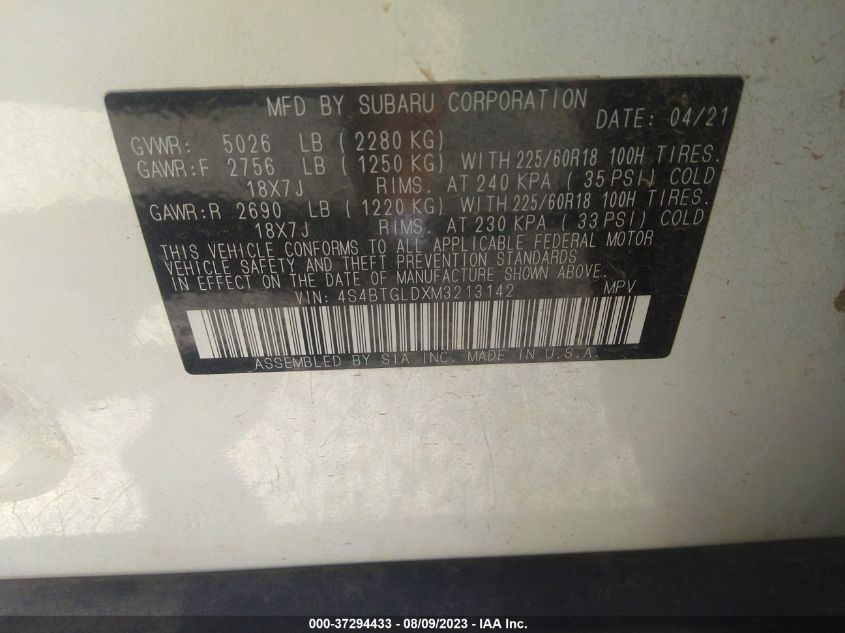 MFD BY SUBARU CORPORATION DATE: 04/21
GVWR: 5026 LB ( 2280 KG)
GAWR:F 2756 LB ( 1250 KG) WITH 225/60R18 100H TIRES.
18X7J RIMS. AT 240 KPA ( 35 PSI) COLD
GAWR:R 2690 LB ( 1220 KG) WITH 225/60R18 100H TIRES.
18X7J RIMS. AT 230 KPA ( 33 PSI) COLD
THIS VEHICLE CONFORMS TO ALL APPLICABLE FEDERAL MOTOR
VEHICLE SAFETY AND THEFT PREVENTION STANDARDS
IN EFFECT ON THE DATE OF MANUFACTURE SHOWN ABOVE.
VIN: 4S4BTGLDXM3213142 MPV
ASSEMBLED BY SIA INC. MADE IN U.S.A.
000-37294433 - 08/09/2023 - IAA Inc.